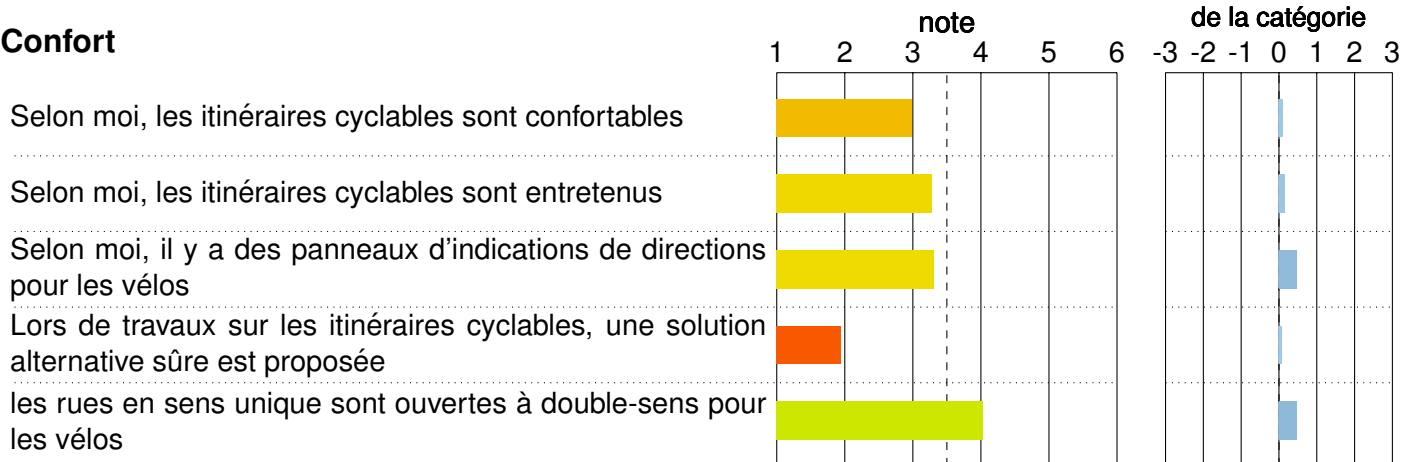 note
de la catégorie
Confort
1 2 3 4 5 6
-3 -2 -1 0 1 2 3
Selon moi, les itinéraires cyclables sont confortables
Selon moi, les itinéraires cyclables sont entretenus
Selon moi, il y a des panneaux d'indications de directions
pour les vélos
Lors de travaux sur les itinéraires cyclables, une solution
alternative sûre est proposée
les rues en sens unique sont ouvertes à double-sens pour
les vélos